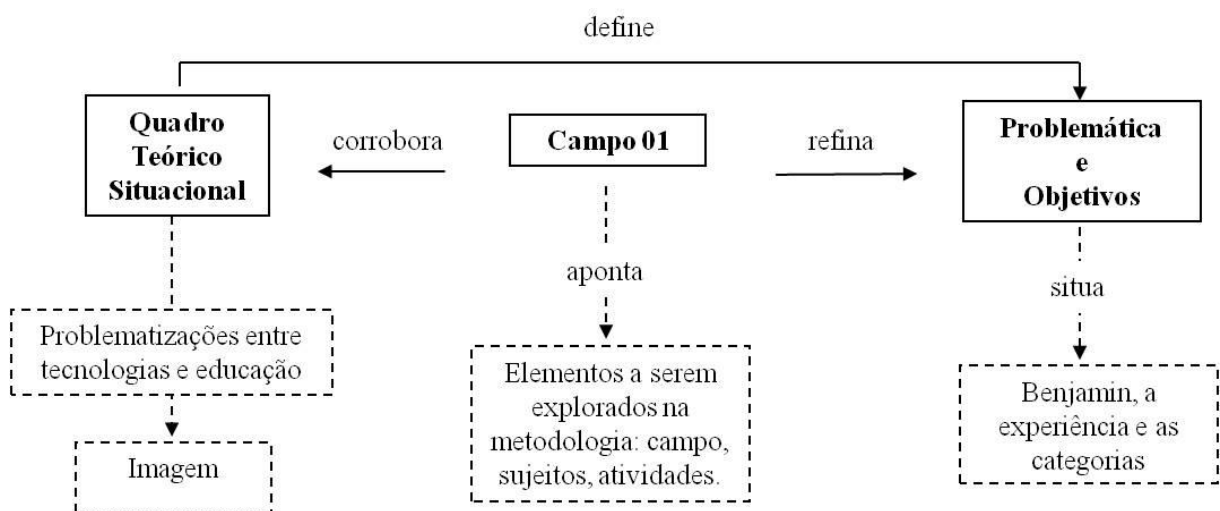 define
Quadro
Teórico
Situacional
corrobora
Campo 01
refina
Problemática
e
Objetivos
aponta
situa
Problematizações entre
tecnologias e educação
Elementos a serem
explorados na
metodologia: campo,
sujeitos, atividades.
Benjamin, a
experiência e as
categorias
Imagem